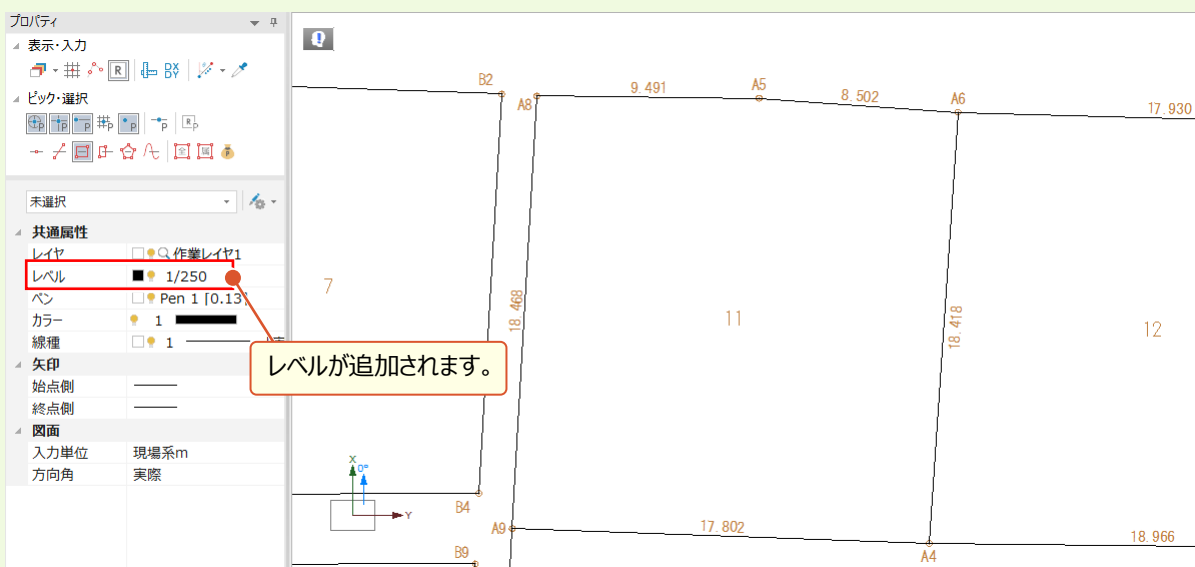 プロパティ
表示・入力
R
DX
DY
ピック・選択
P
P
P
P
P
P
R P
P
未選択
共通属性
レイヤ 作業レイヤ1
レベル 1/250
ペン Pen 1 [0.13]
カラー 1
線種 1
矢印
始点側
終点側
図面
入力単位 現場系m
方向角 実際
レベルが追加されます。
B2
A8
9.491
A5
8.502
A6
17.930
7
18.468
11
18.418
12
X
0°
Y
B4
A9
17.802
A4
18.966
B9